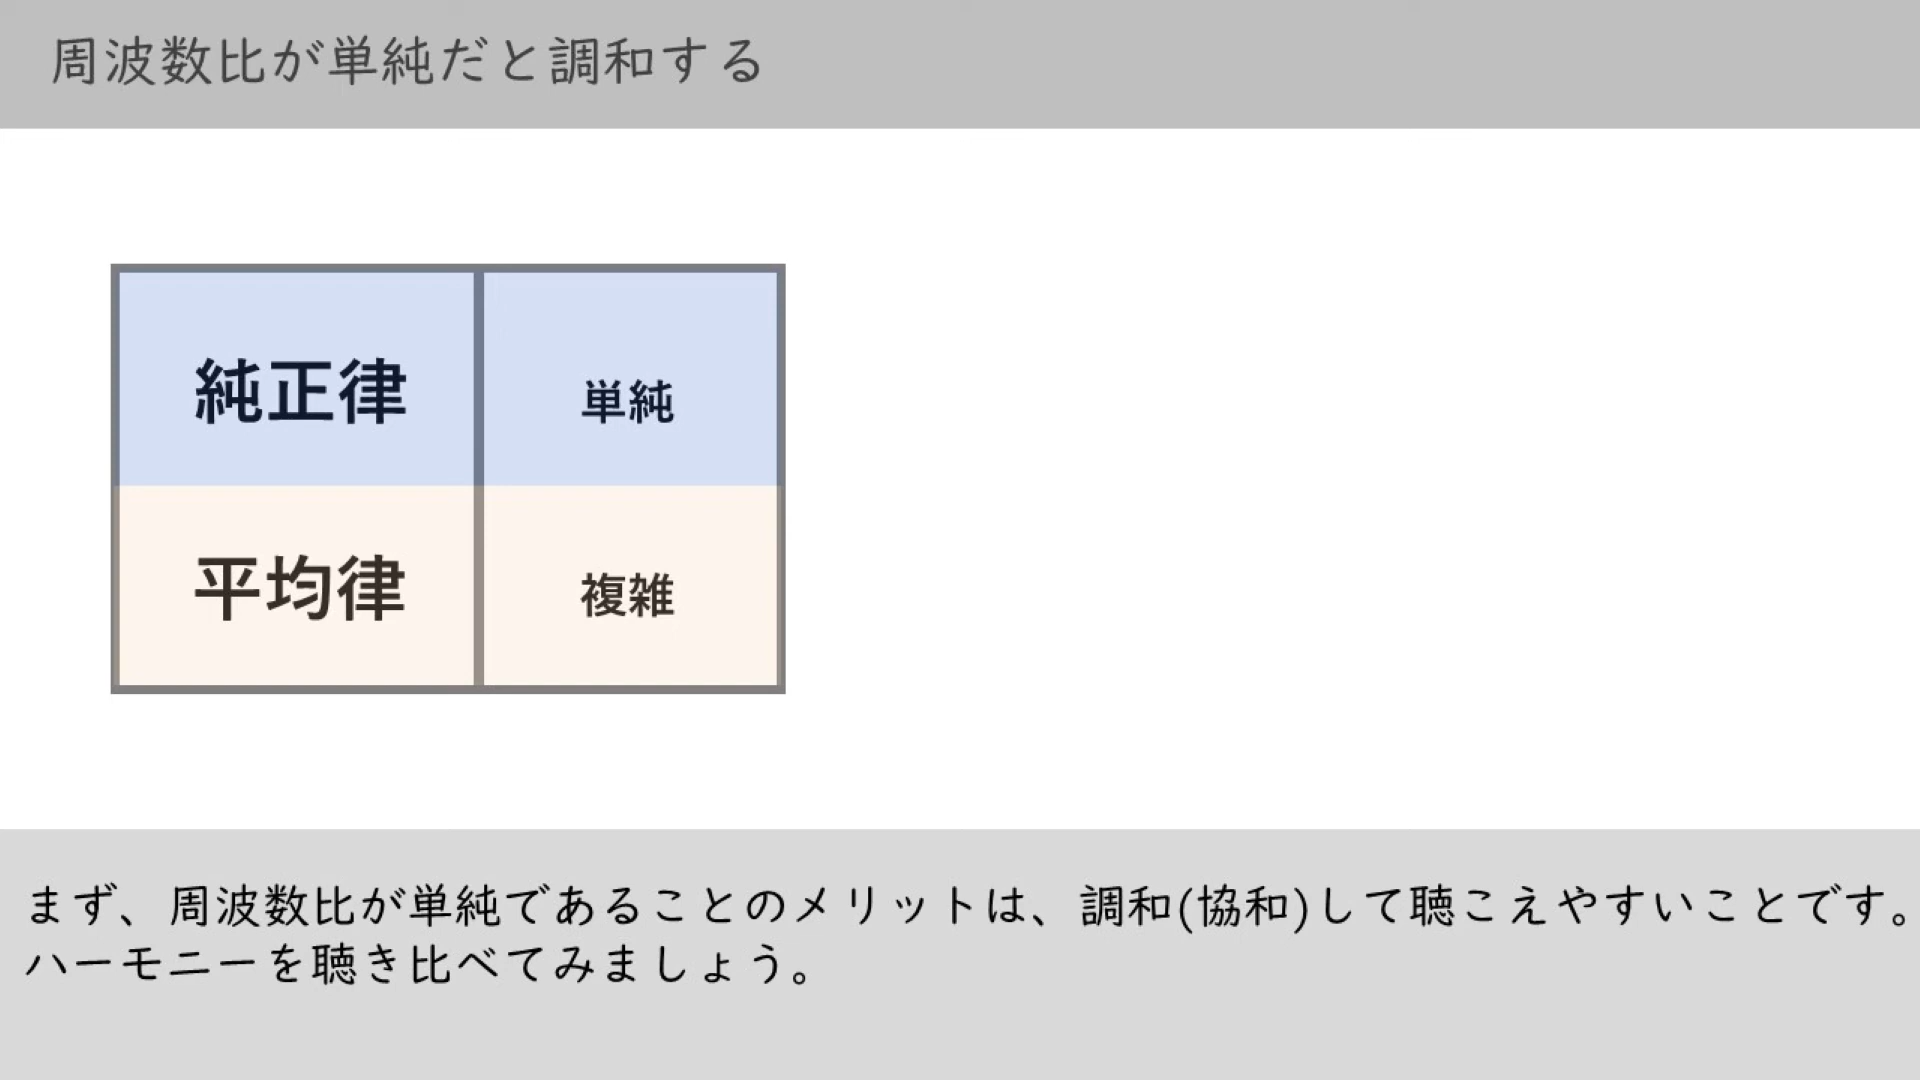 周波数比が単純だと調和する
純正律 単純
平均律 複雑
まず、周波数比が単純であることのメリットは、調和(協和)して聴こえやすいことです。
ハーモニーを聴き比べてみましょう。